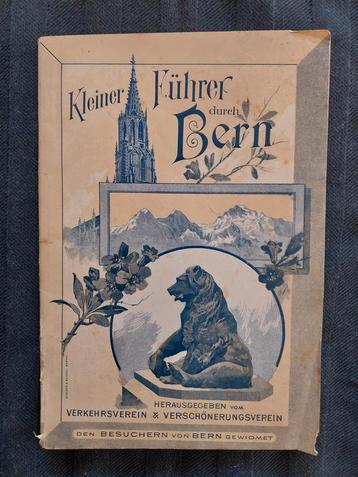 Kleiner Führer
durch
Bern
HERAUSGEGEBEN VOM
VERKEHRSVEREIN & VERSCHÖNERUNGSVEREIN
DEN BESUCHERN VON BERN GEWIDMET